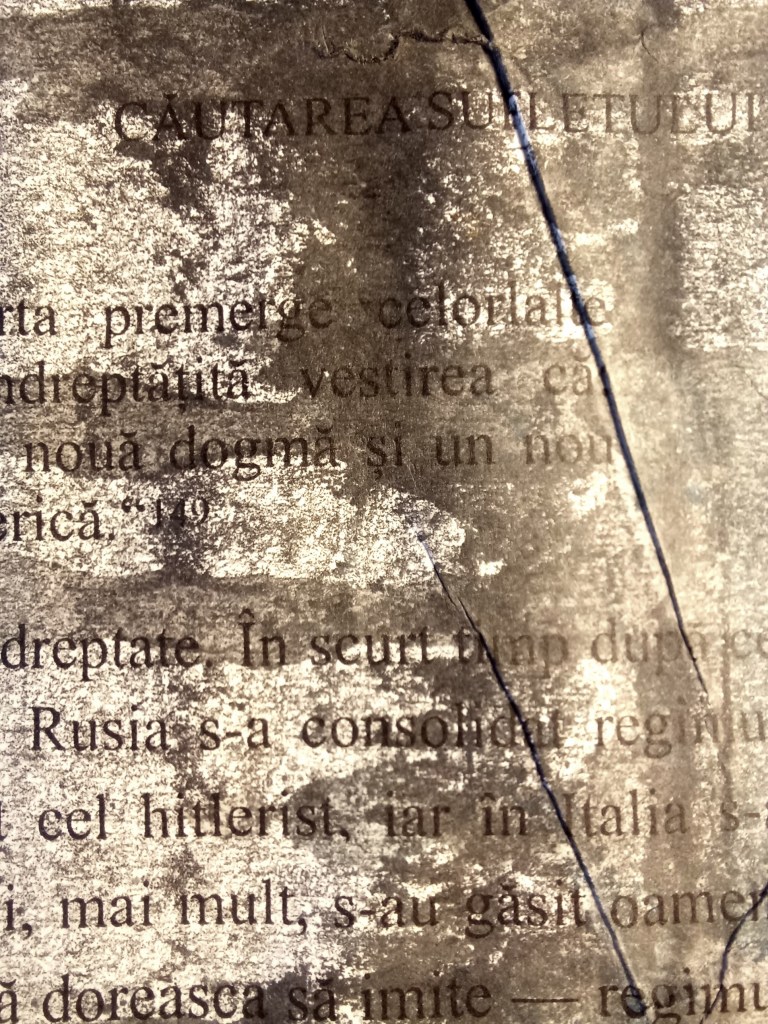 CĂUTAREA SUFLETULUI
rta premerge celorlalte
ndreptățită vestirea că
nouă dogmă și un nou
erică.“149
dreptate. În scurt timp după ce
Rusia s-a consolidat regimu
t cel hitlerist, iar în Italia s-a
i, mai mult, s-au găsit oamen
ă dorească să imite — regimu